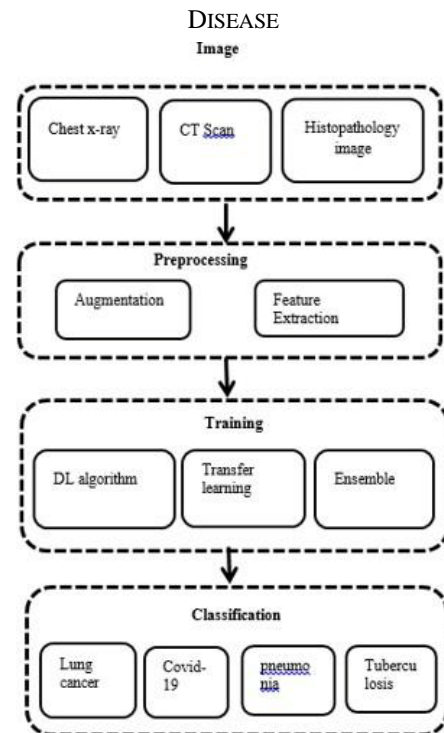 DISEASE
Image
Chest x-ray
CT Scan
Histopathology
image
Preprocessing
Augmentation
Feature
Extraction
Training
DL algorithm
Transfer
learning
Ensemble
Classification
Lung
cancer
Covid-
19
pneumo
nia
Tubercu
losis